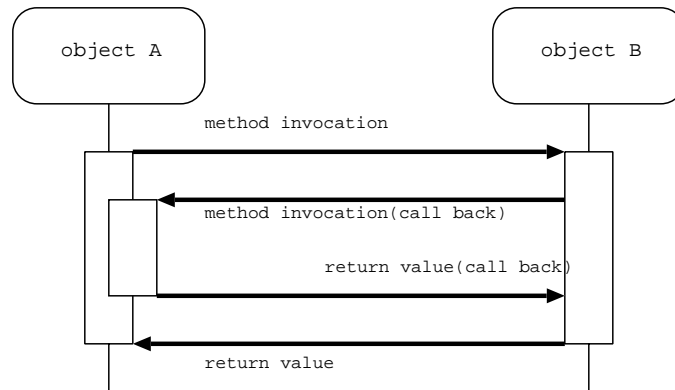 object A
object B
method invocation
method invocation(call back)
return value(call back)
return value